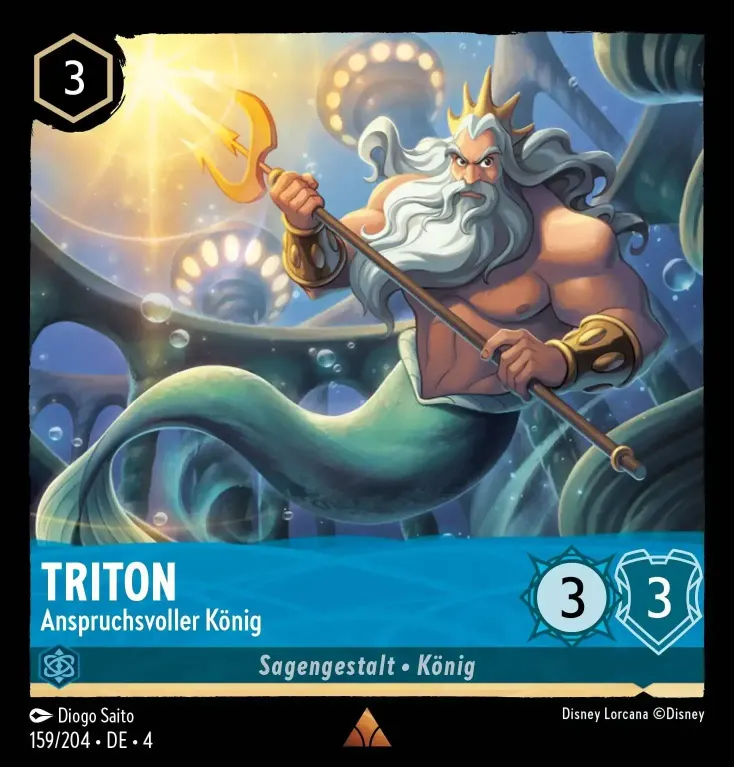 3
TRITON
Anspruchsvoller König
3
3
Sagengestalt • König
Diogo Saito
Disney Lorcana ©Disney
159/204 • DE • 4